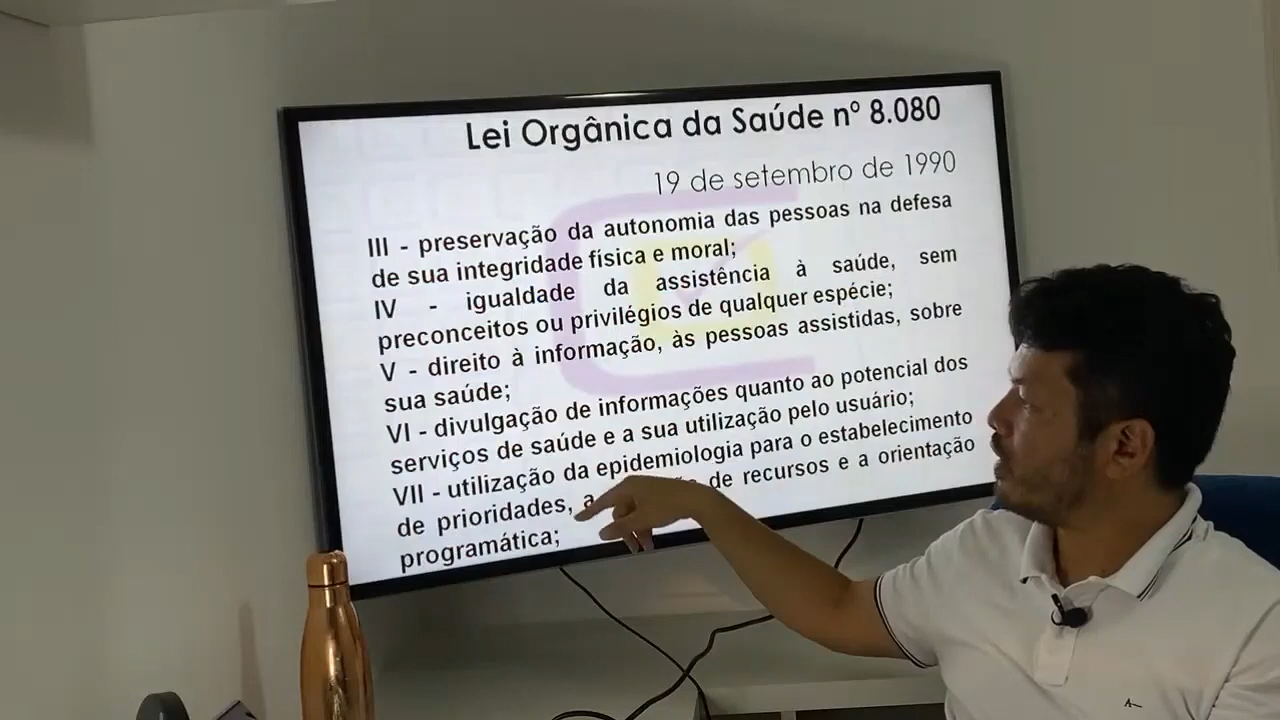 Lei Orgânica da Saúde nº 8.080
19 de setembro de 1990
III - preservação da autonomia das pessoas na defesa
de sua integridade física e moral;
IV - igualdade da assistência à saúde, sem
preconceitos ou privilégios de qualquer espécie;
V - direito à informação, às pessoas assistidas, sobre
sua saúde;
VI - divulgação de informações quanto ao potencial dos
serviços de saúde e a sua utilização pelo usuário;
VII - utilização da epidemiologia para o estabelecimento
de prioridades, a de recursos e a orientação
programática;